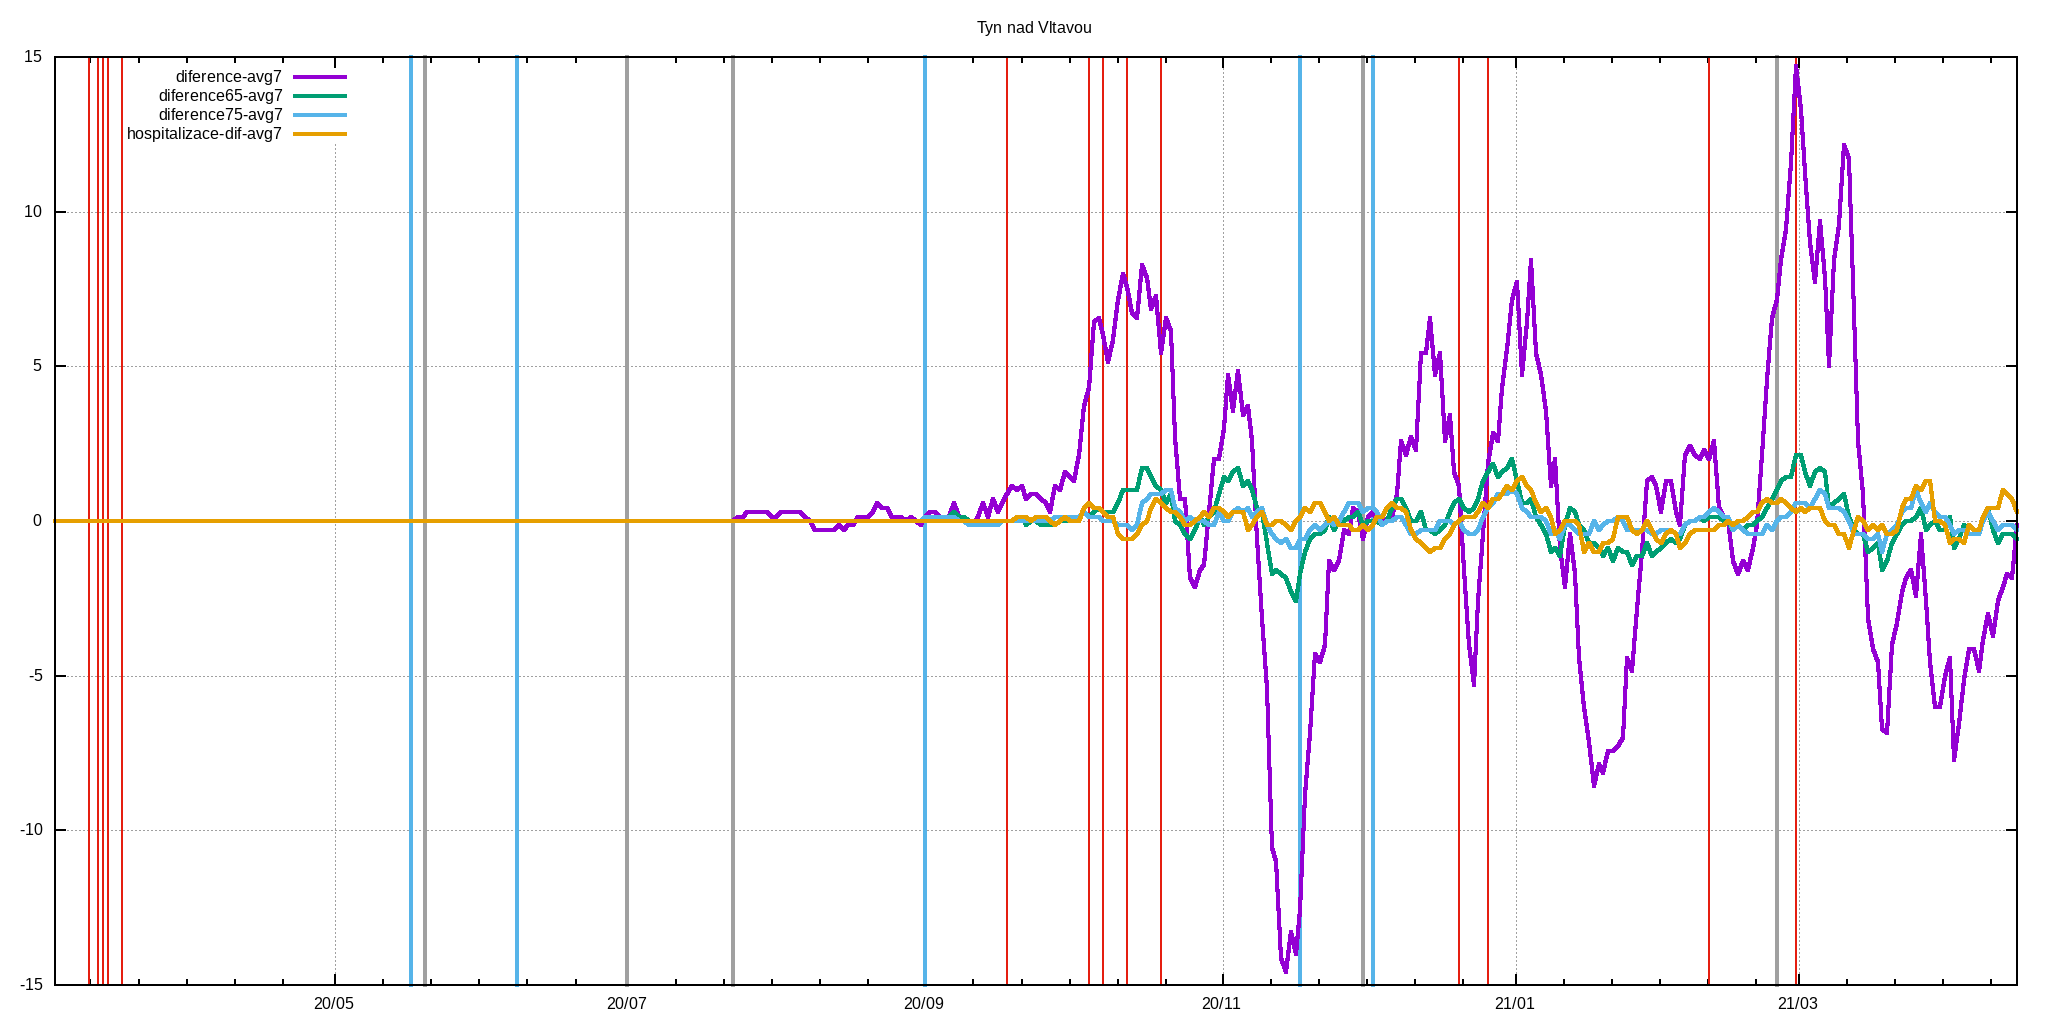 Tyn nad Vltavou
15
10
5
0
-5
-10
-15
diference-avg7
diference65-avg7
diference75-avg7
hospitalizace-dif-avg7
20/05
20/07
20/09
20/11
21/01
21/03